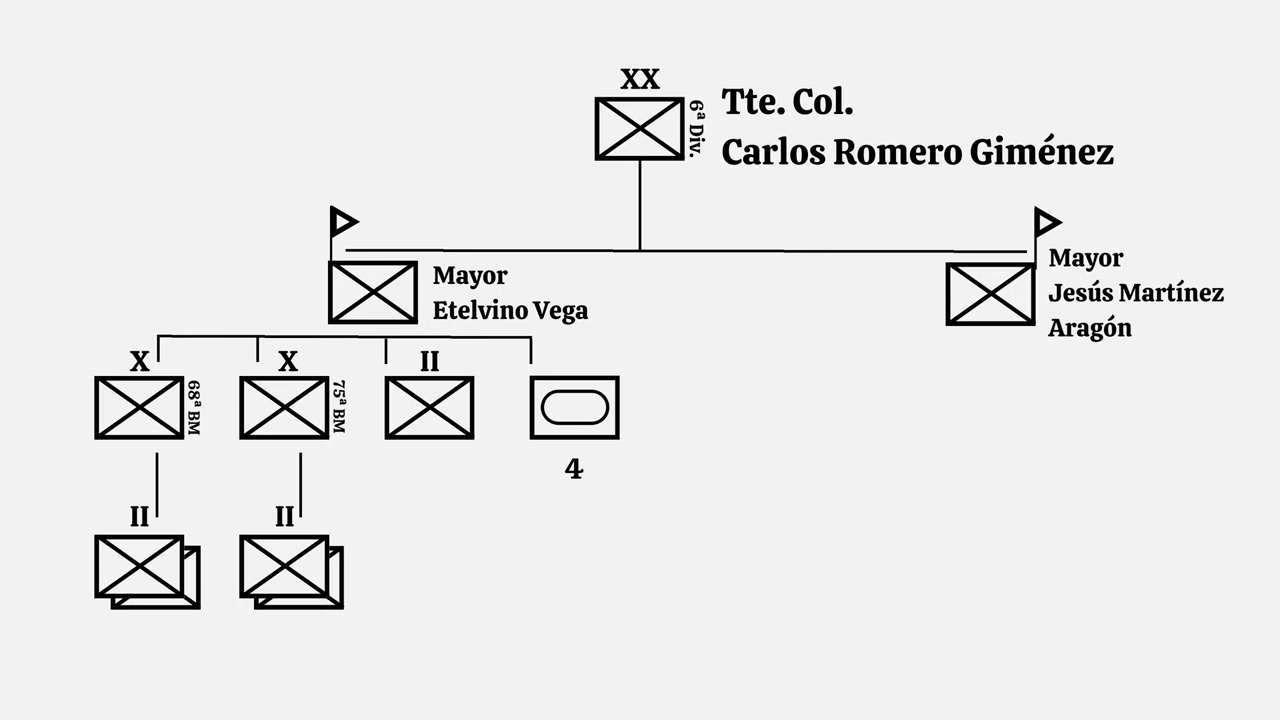 XX
6ª Div.
Tte. Col.
Carlos Romero Giménez
Mayor
Etelvino Vega
Mayor
Jesús Martínez
Aragón
X
68ª BM
X
75ª BM
II
4
II
II